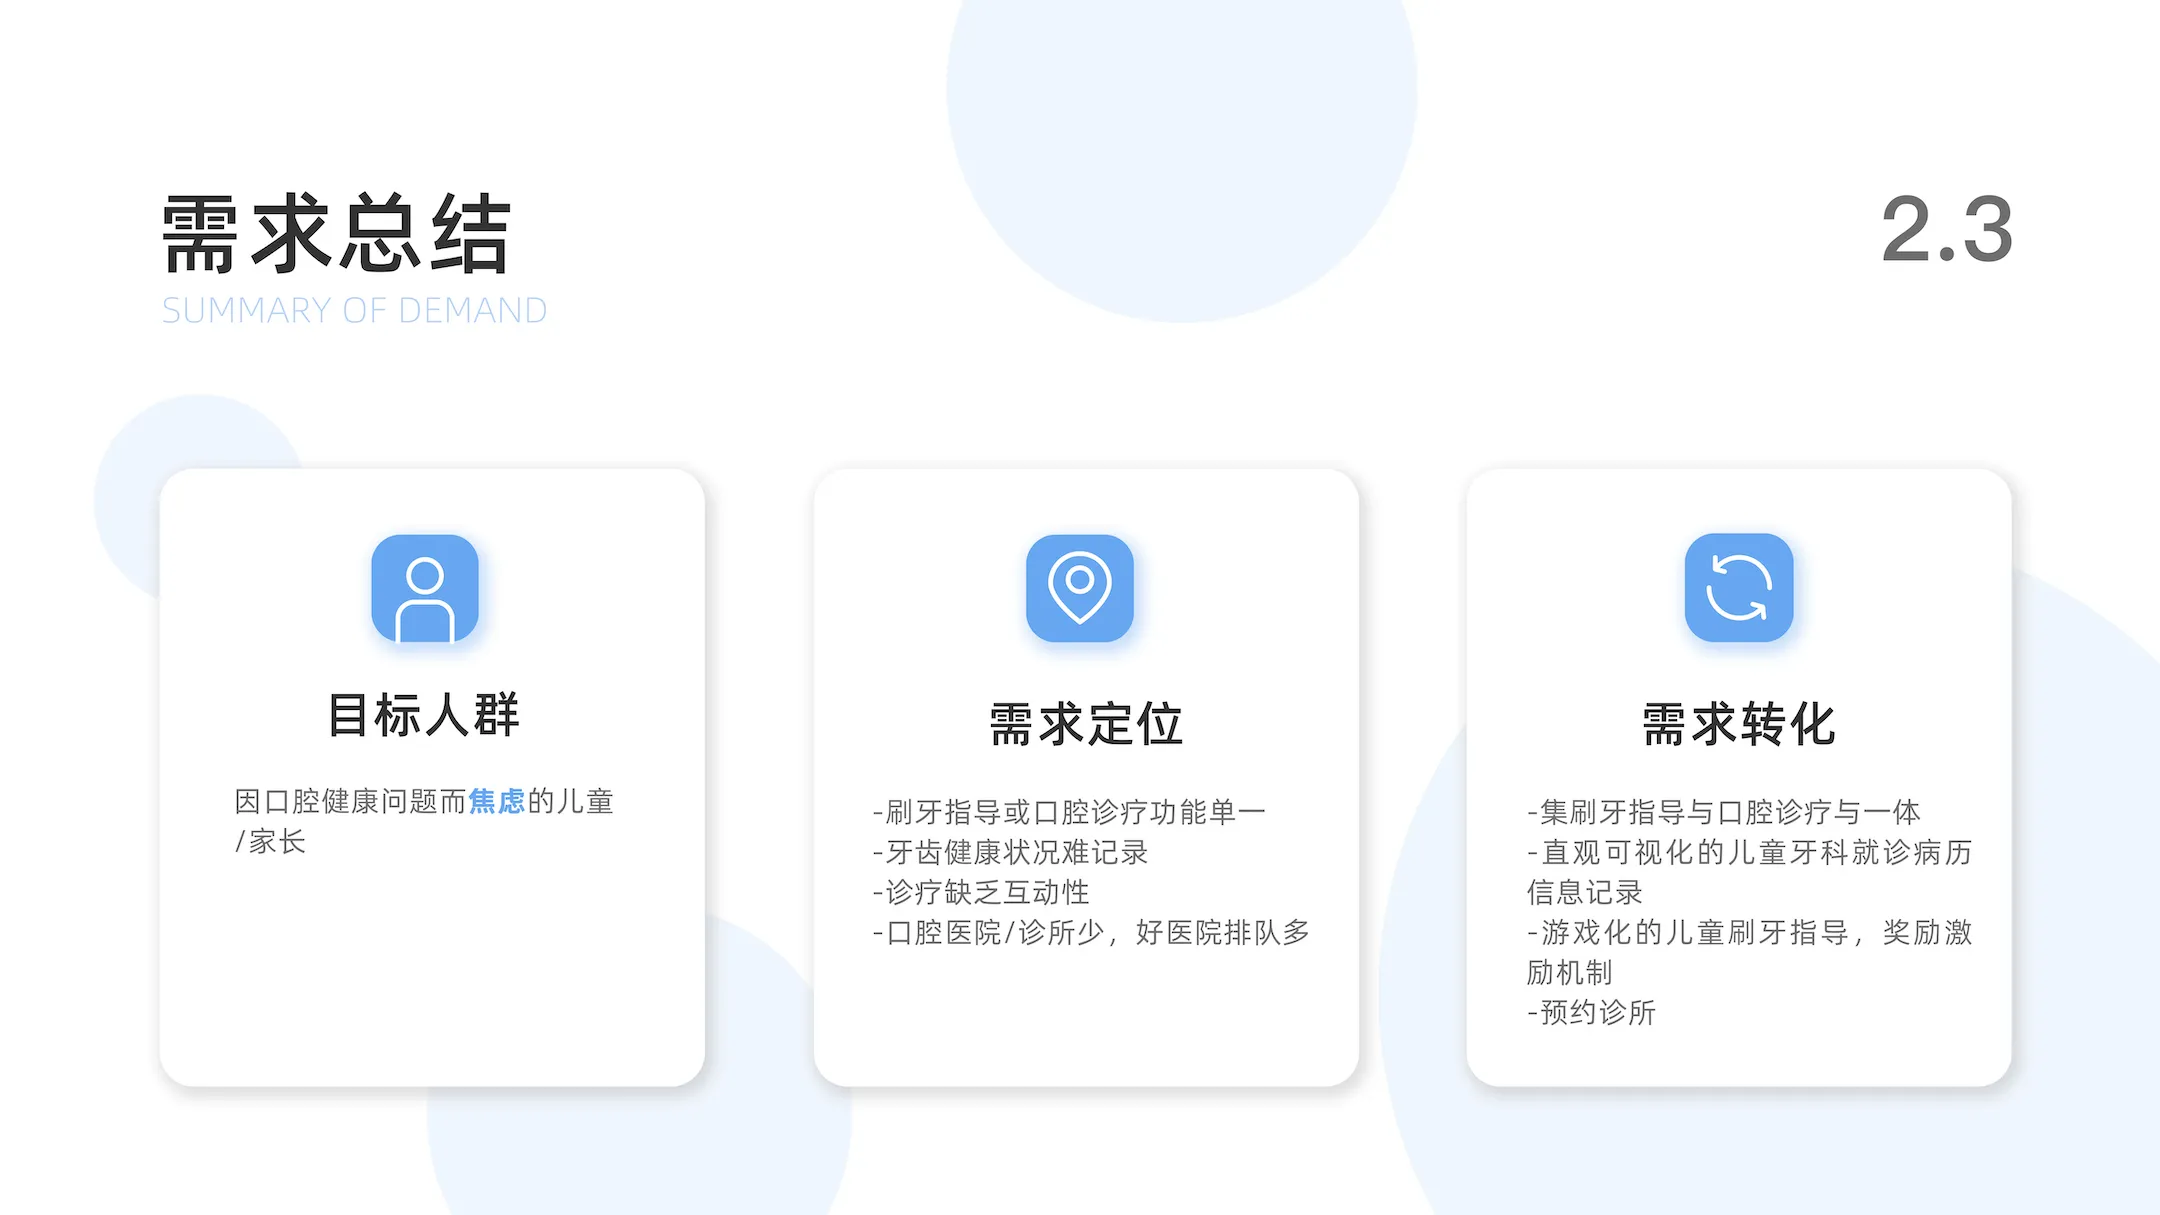 需求总结
2.3
SUMMARY OF DEMAND
目标人群
因口腔健康问题而焦虑的儿童
/家长
需求定位
-刷牙指导或口腔诊疗功能单一
-牙齿健康状况难记录
-诊疗缺乏互动性
-口腔医院/诊所少，好医院排队多
需求转化
-集刷牙指导与口腔诊疗与一体
-直观可视化的儿童牙科就诊病历
信息记录
-游戏化的儿童刷牙指导，奖励激
励机制
-预约诊所